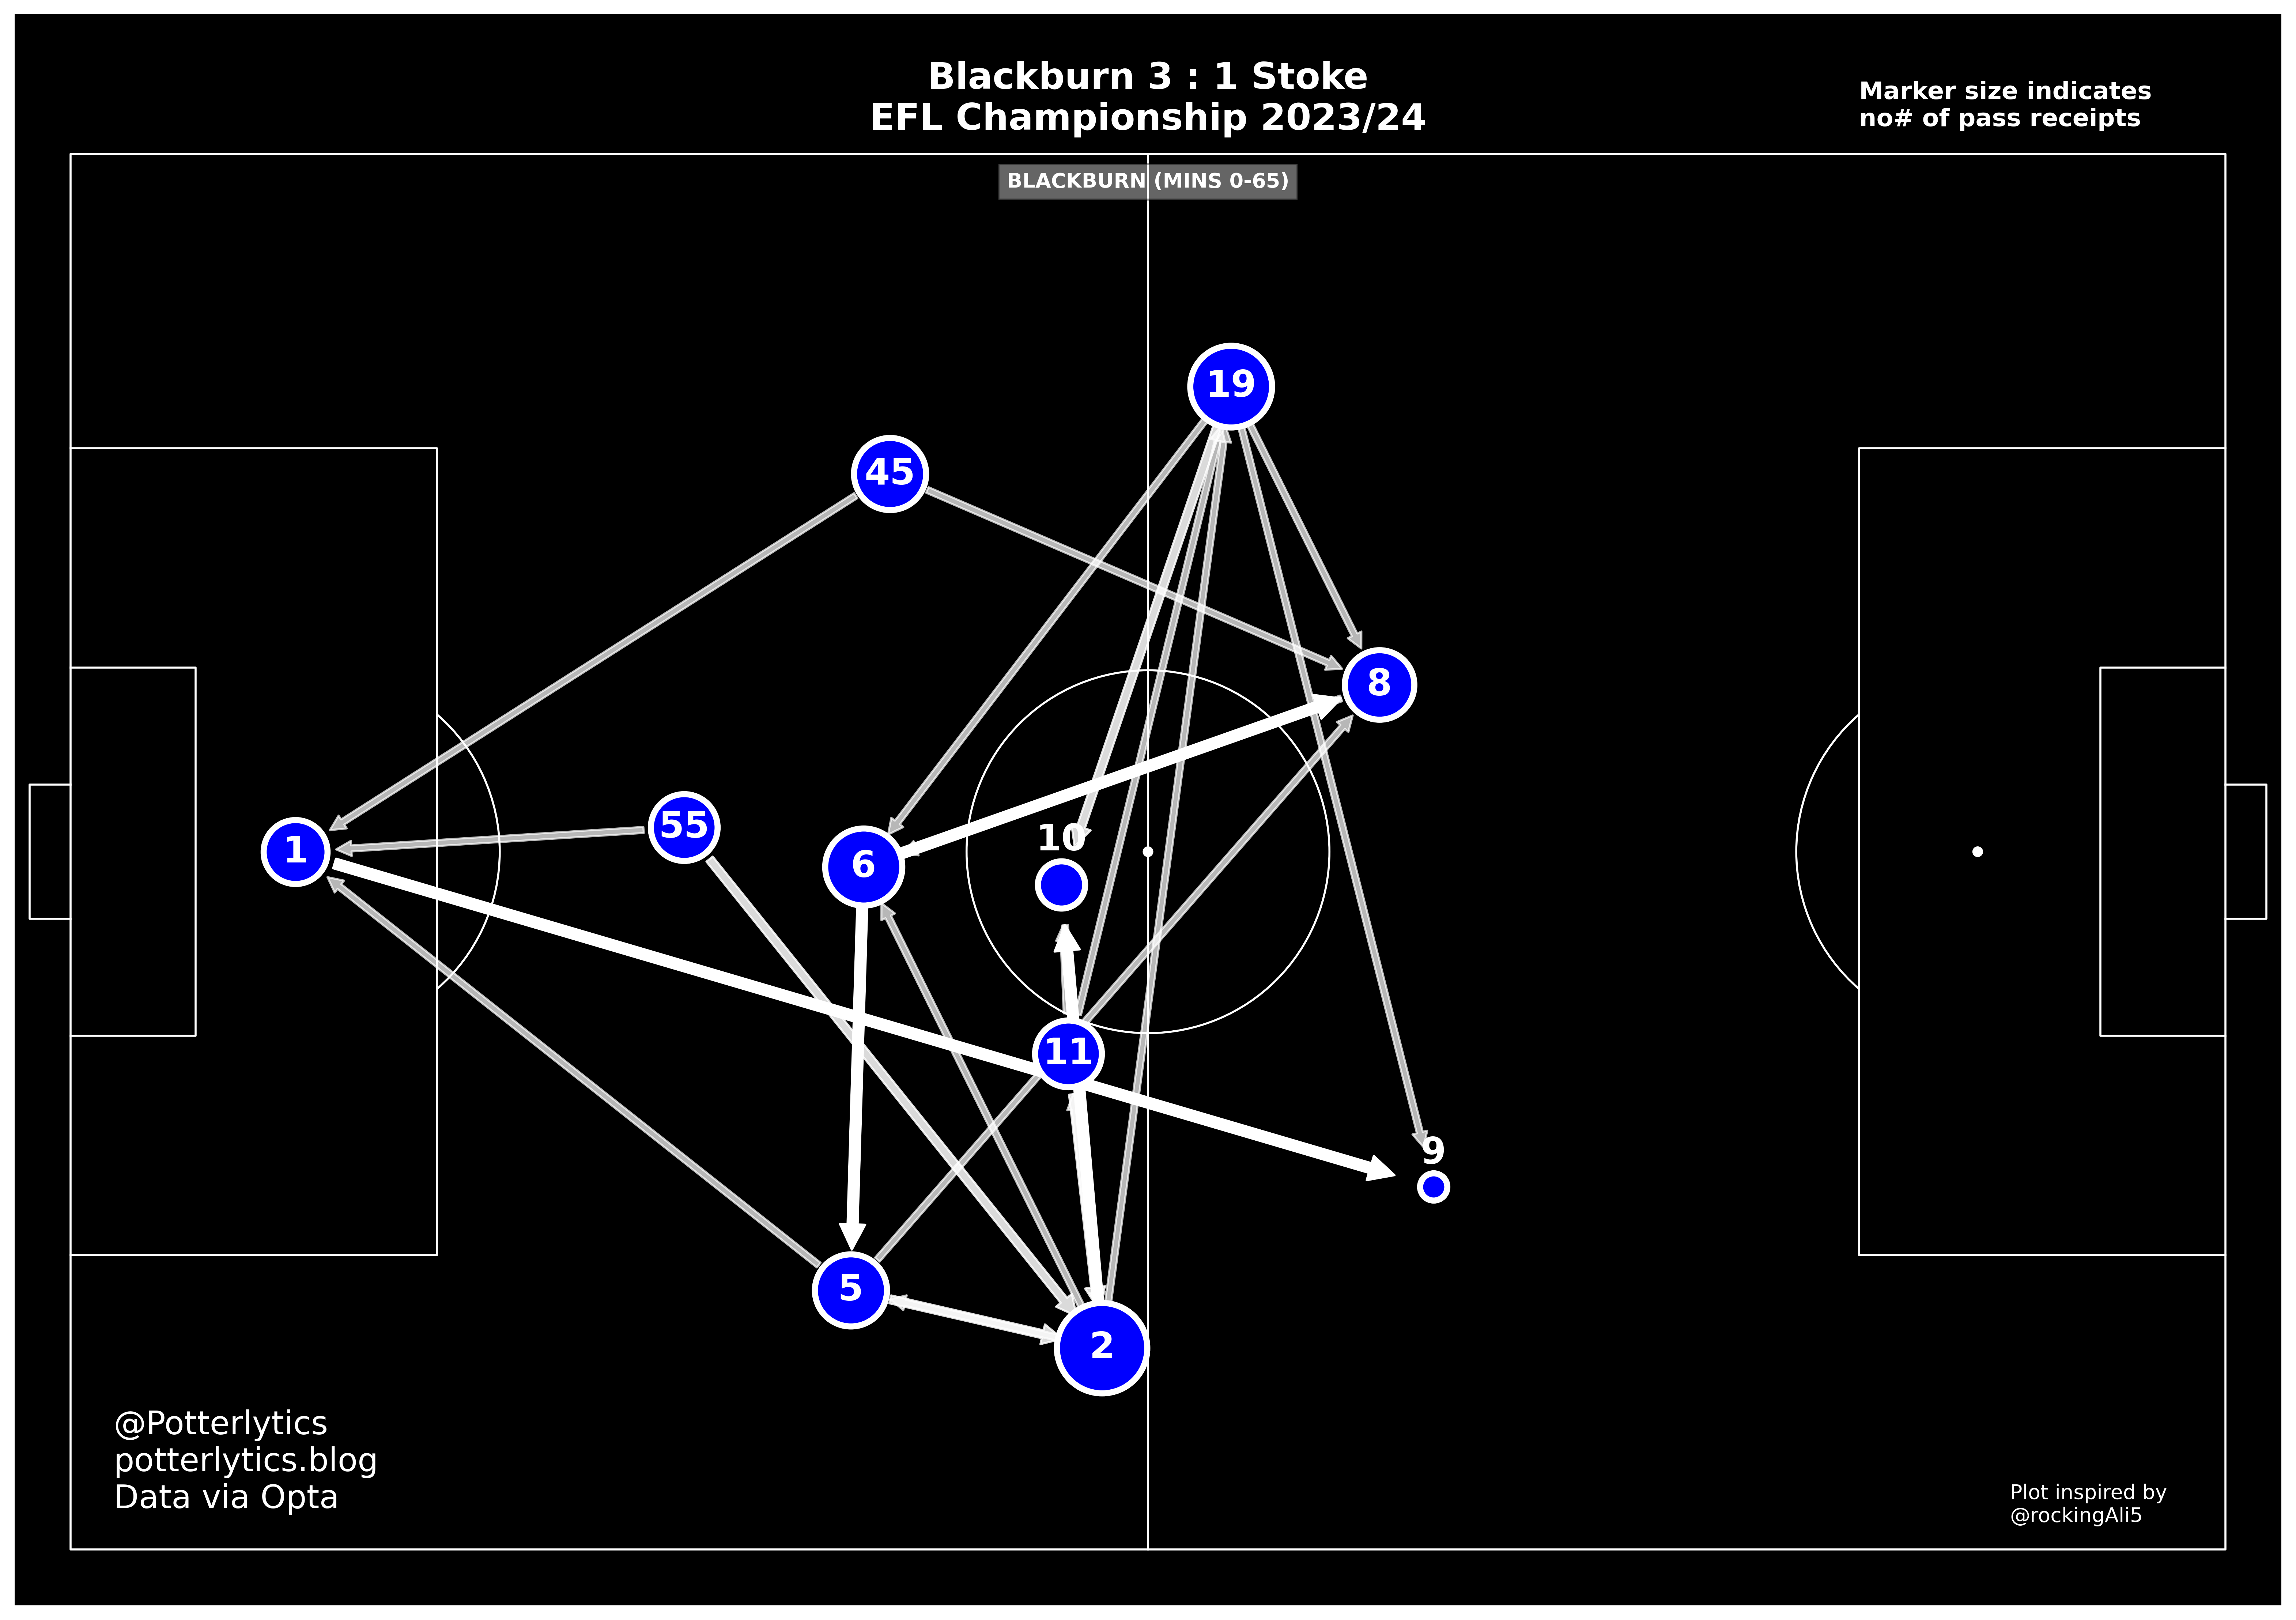 Blackburn 3 : 1 Stoke
EFL Championship 2023/24
Marker size indicates
no# of pass receipts
BLACKBURN (MINS 0-65)
19
45
8
55
1
6
10
11
9
5
2
@Potterlytics
potterlytics.blog
Data via Opta
Plot inspired by
@rockingAli5